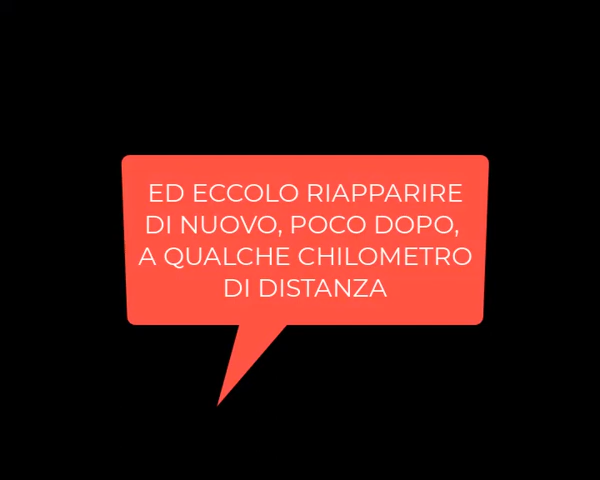 ED ECCOLO RIAPPARIRE
DI NUOVO, POCO DOPO,
A QUALCHE CHILOMETRO
DI DISTANZA